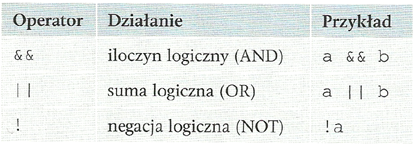 Operator Działanie Przykład
&& iloczyn logiczny (AND) a && b
|| suma logiczna (OR) a || b
! negacja logiczna (NOT) !a